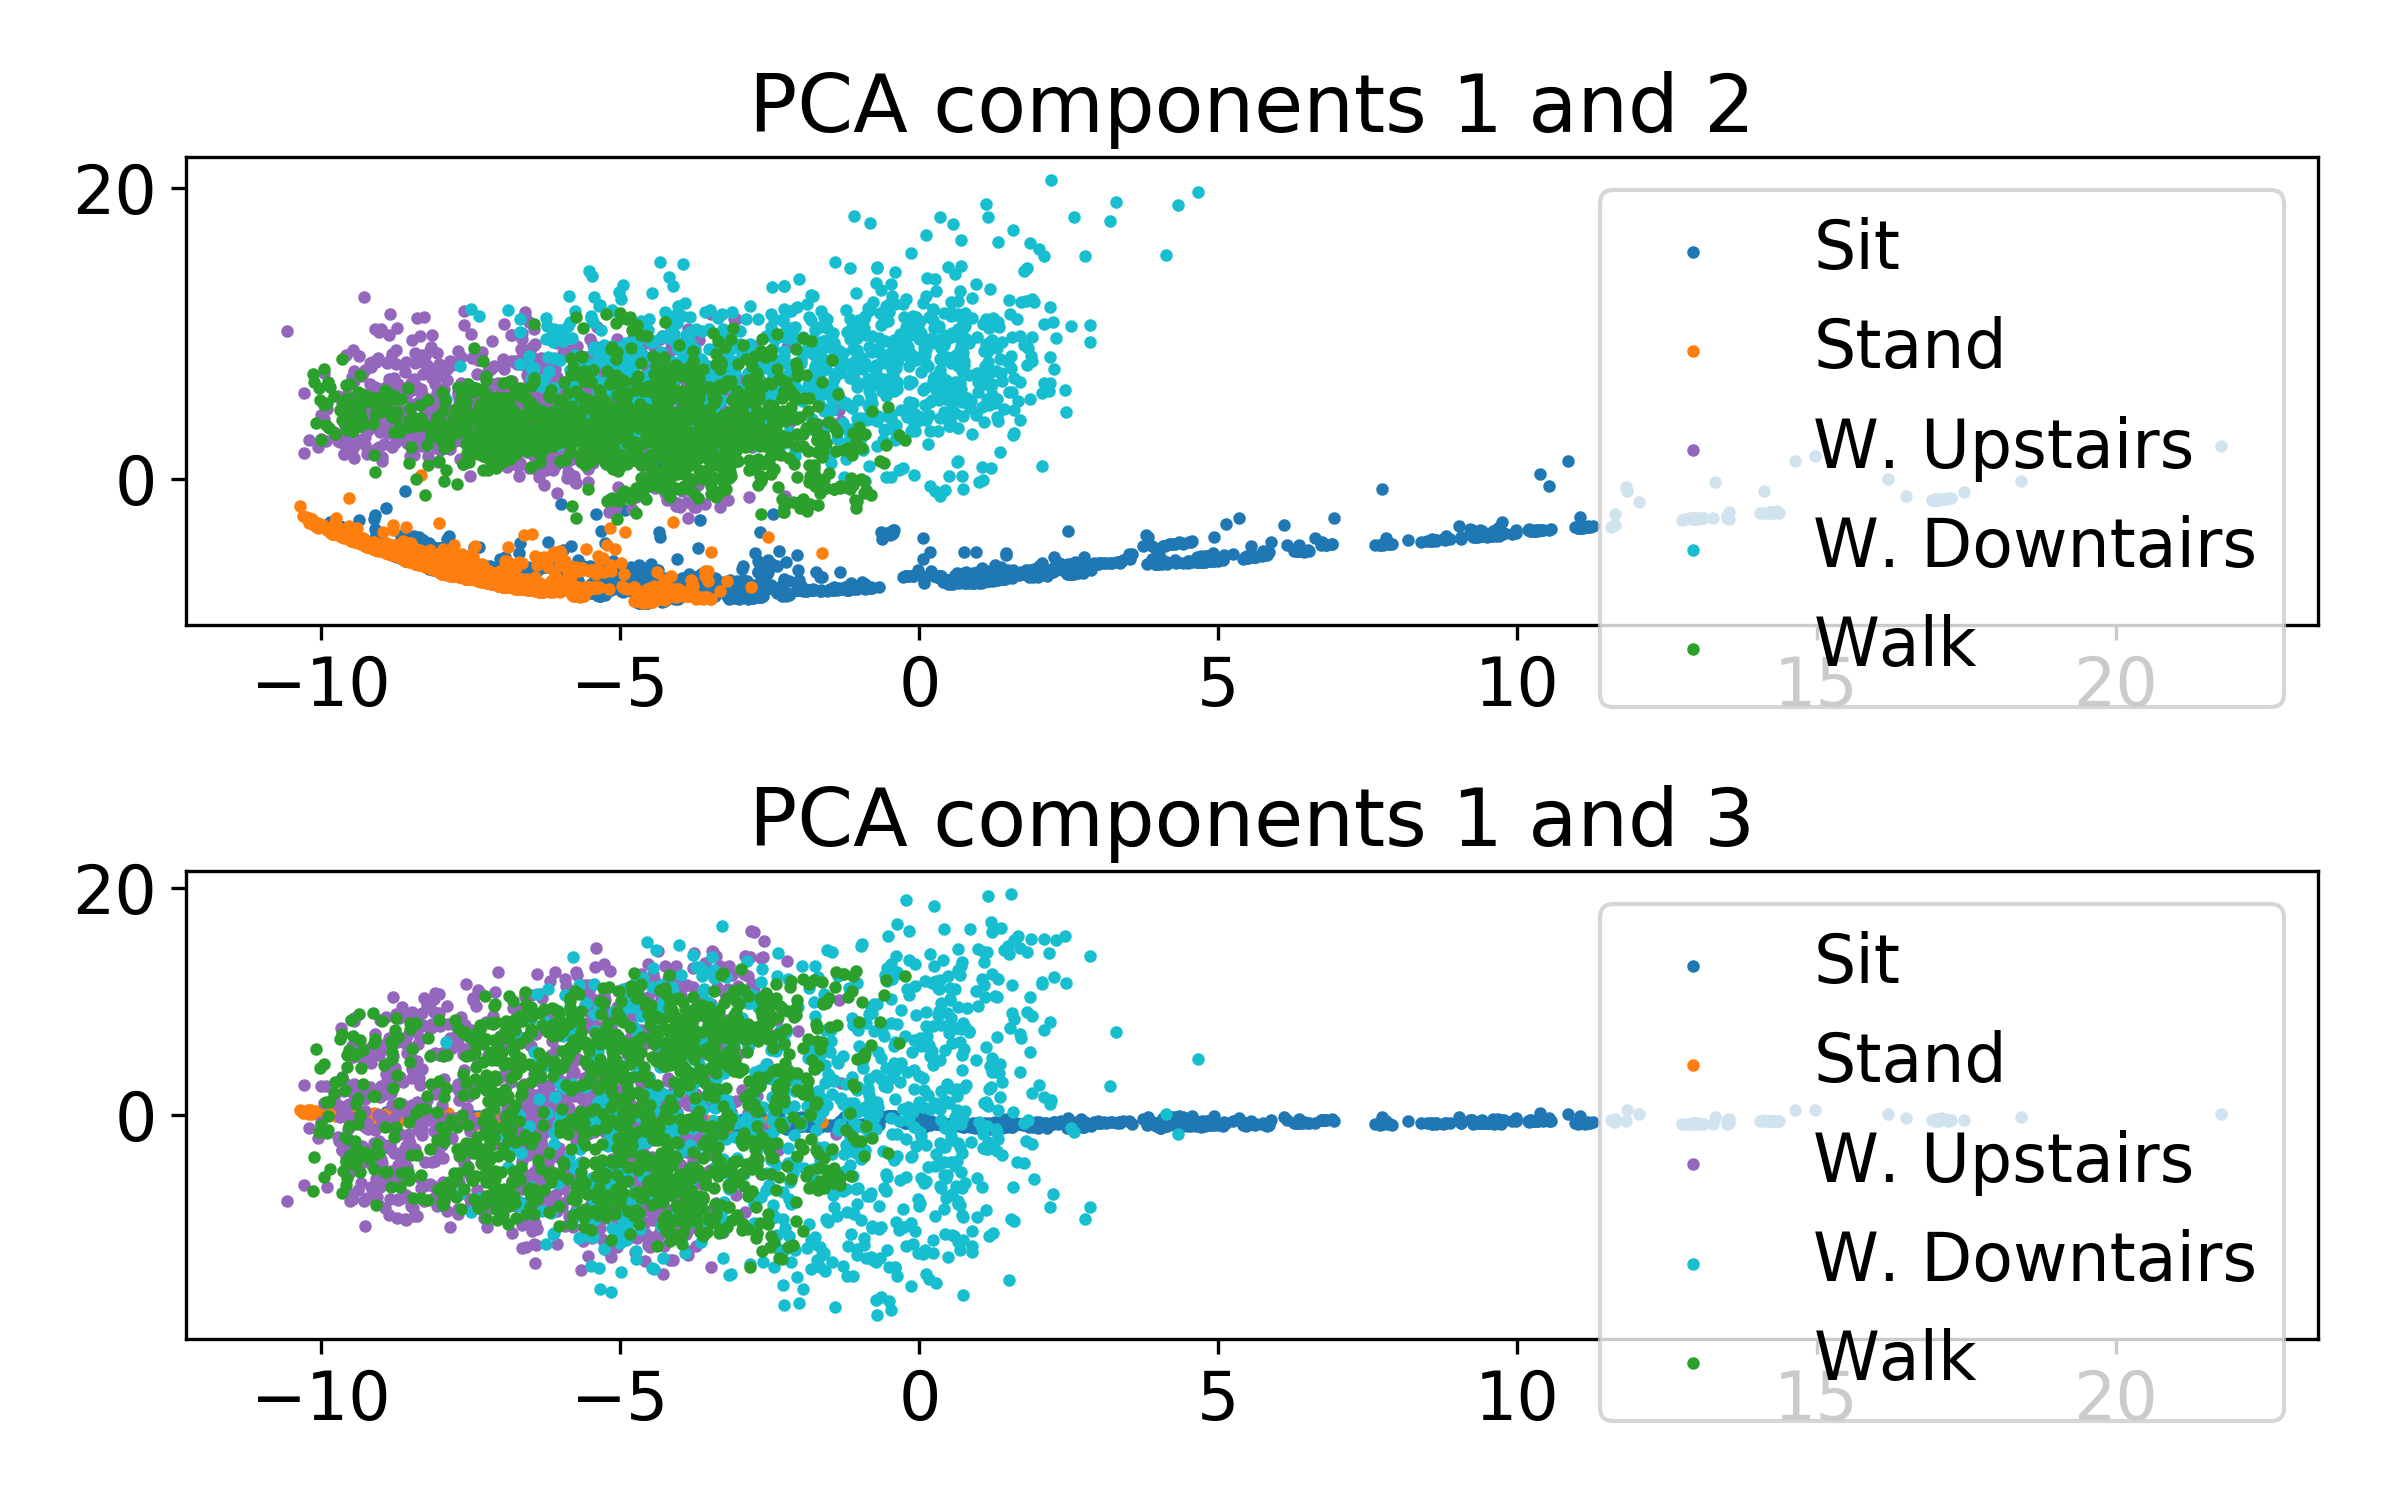 PCA components 1 and 2
20
0
Sit
Stand
W. Upstairs
W. Downtairs
Walk
−10 −5 0 5 10 15 20
PCA components 1 and 3
20
0
Sit
Stand
W. Upstairs
W. Downtairs
Walk
−10 −5 0 5 10 15 20